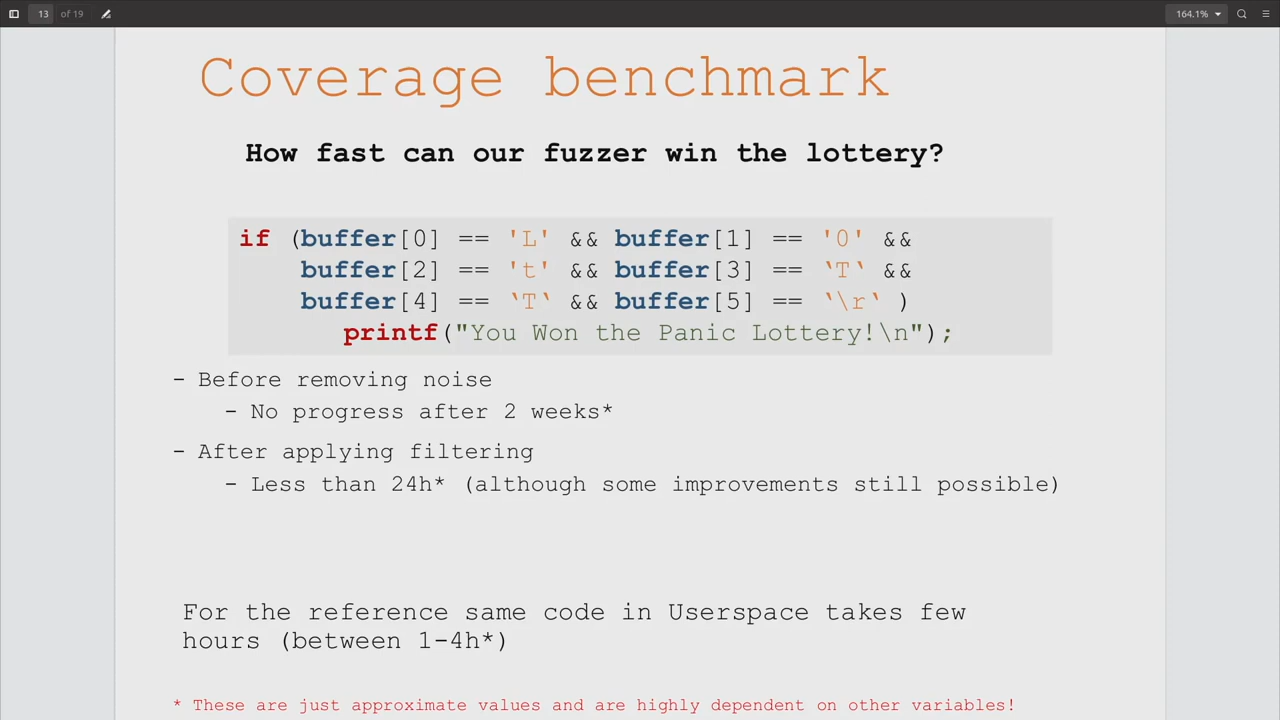 13 of 19
164.1%
Coverage benchmark
How fast can our fuzzer win the lottery?
if (buffer[0] == 'L' && buffer[1] == '0' &&
buffer[2] == 't' && buffer[3] == ‘T‘ &&
buffer[4] == ‘T‘ && buffer[5] == ‘\r‘ )
printf("You Won the Panic Lottery!\n");
- Before removing noise
- No progress after 2 weeks*
- After applying filtering
- Less than 24h* (although some improvements still possible)
For the reference same code in Userspace takes few
hours (between 1-4h*)
* These are just approximate values and are highly dependent on other variables!